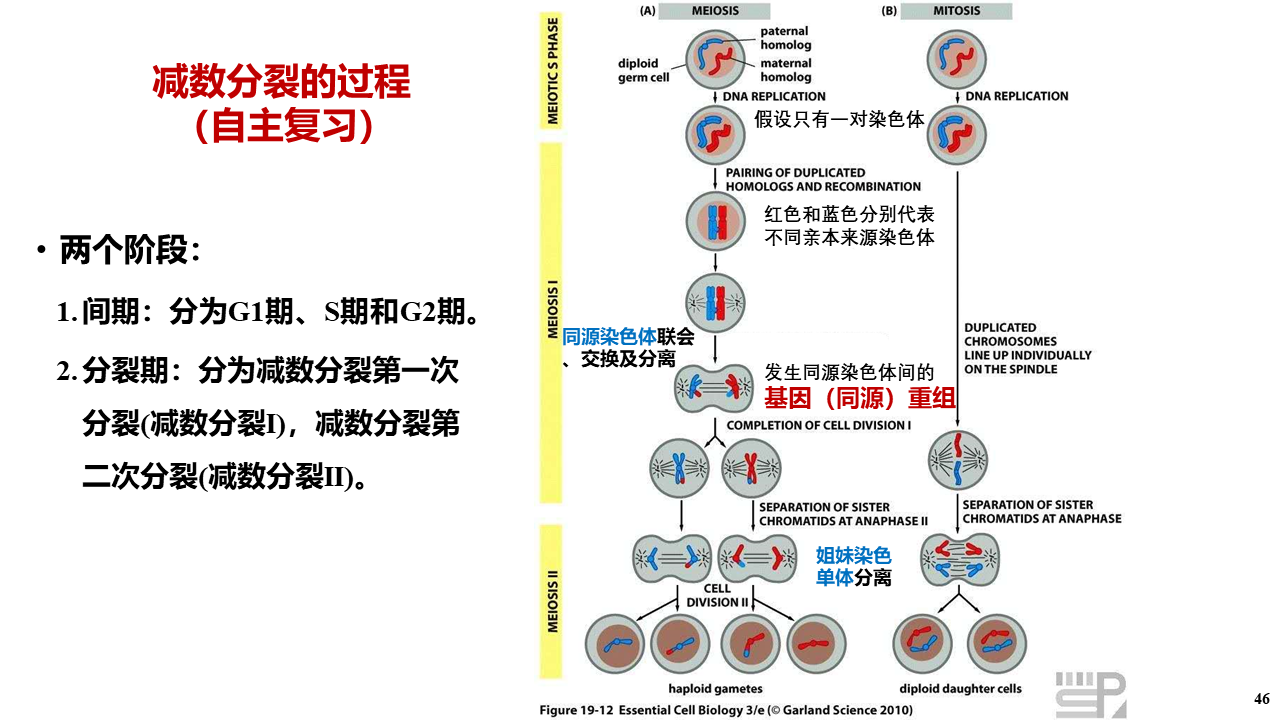 减数分裂的过程
（自主复习）
• 两个阶段：
1. 间期：分为G1期、S期和G2期。
2. 分裂期：分为减数分裂第一次
分裂(减数分裂I)，减数分裂第
二次分裂(减数分裂II)。
(A) MEIOSIS
(B) MITOSIS
MEIOTIC S PHASE
paternal
homolog
diploid
germ cell
maternal
homolog
DNA REPLICATION
DNA REPLICATION
假设只有一对染色体
MEIOSIS I
PAIRING OF DUPLICATED
HOMOLOGS AND RECOMBINATION
红色和蓝色分别代表
不同亲本来源染色体
同源染色体联会
、交换及分离
DUPLICATED
CHROMOSOMES
LINE UP INDIVIDUALLY
ON THE SPINDLE
发生同源染色体间的
基因（同源）重组
COMPLETION OF CELL DIVISION I
SEPARATION OF SISTER
CHROMATIDS AT ANAPHASE II
SEPARATION OF SISTER
CHROMATIDS AT ANAPHASE
MEIOSIS II
姐妹染色
单体分离
CELL
DIVISION II
haploid gametes
diploid daughter cells
Figure 19-12 Essential Cell Biology 3/e (© Garland Science 2010)
46